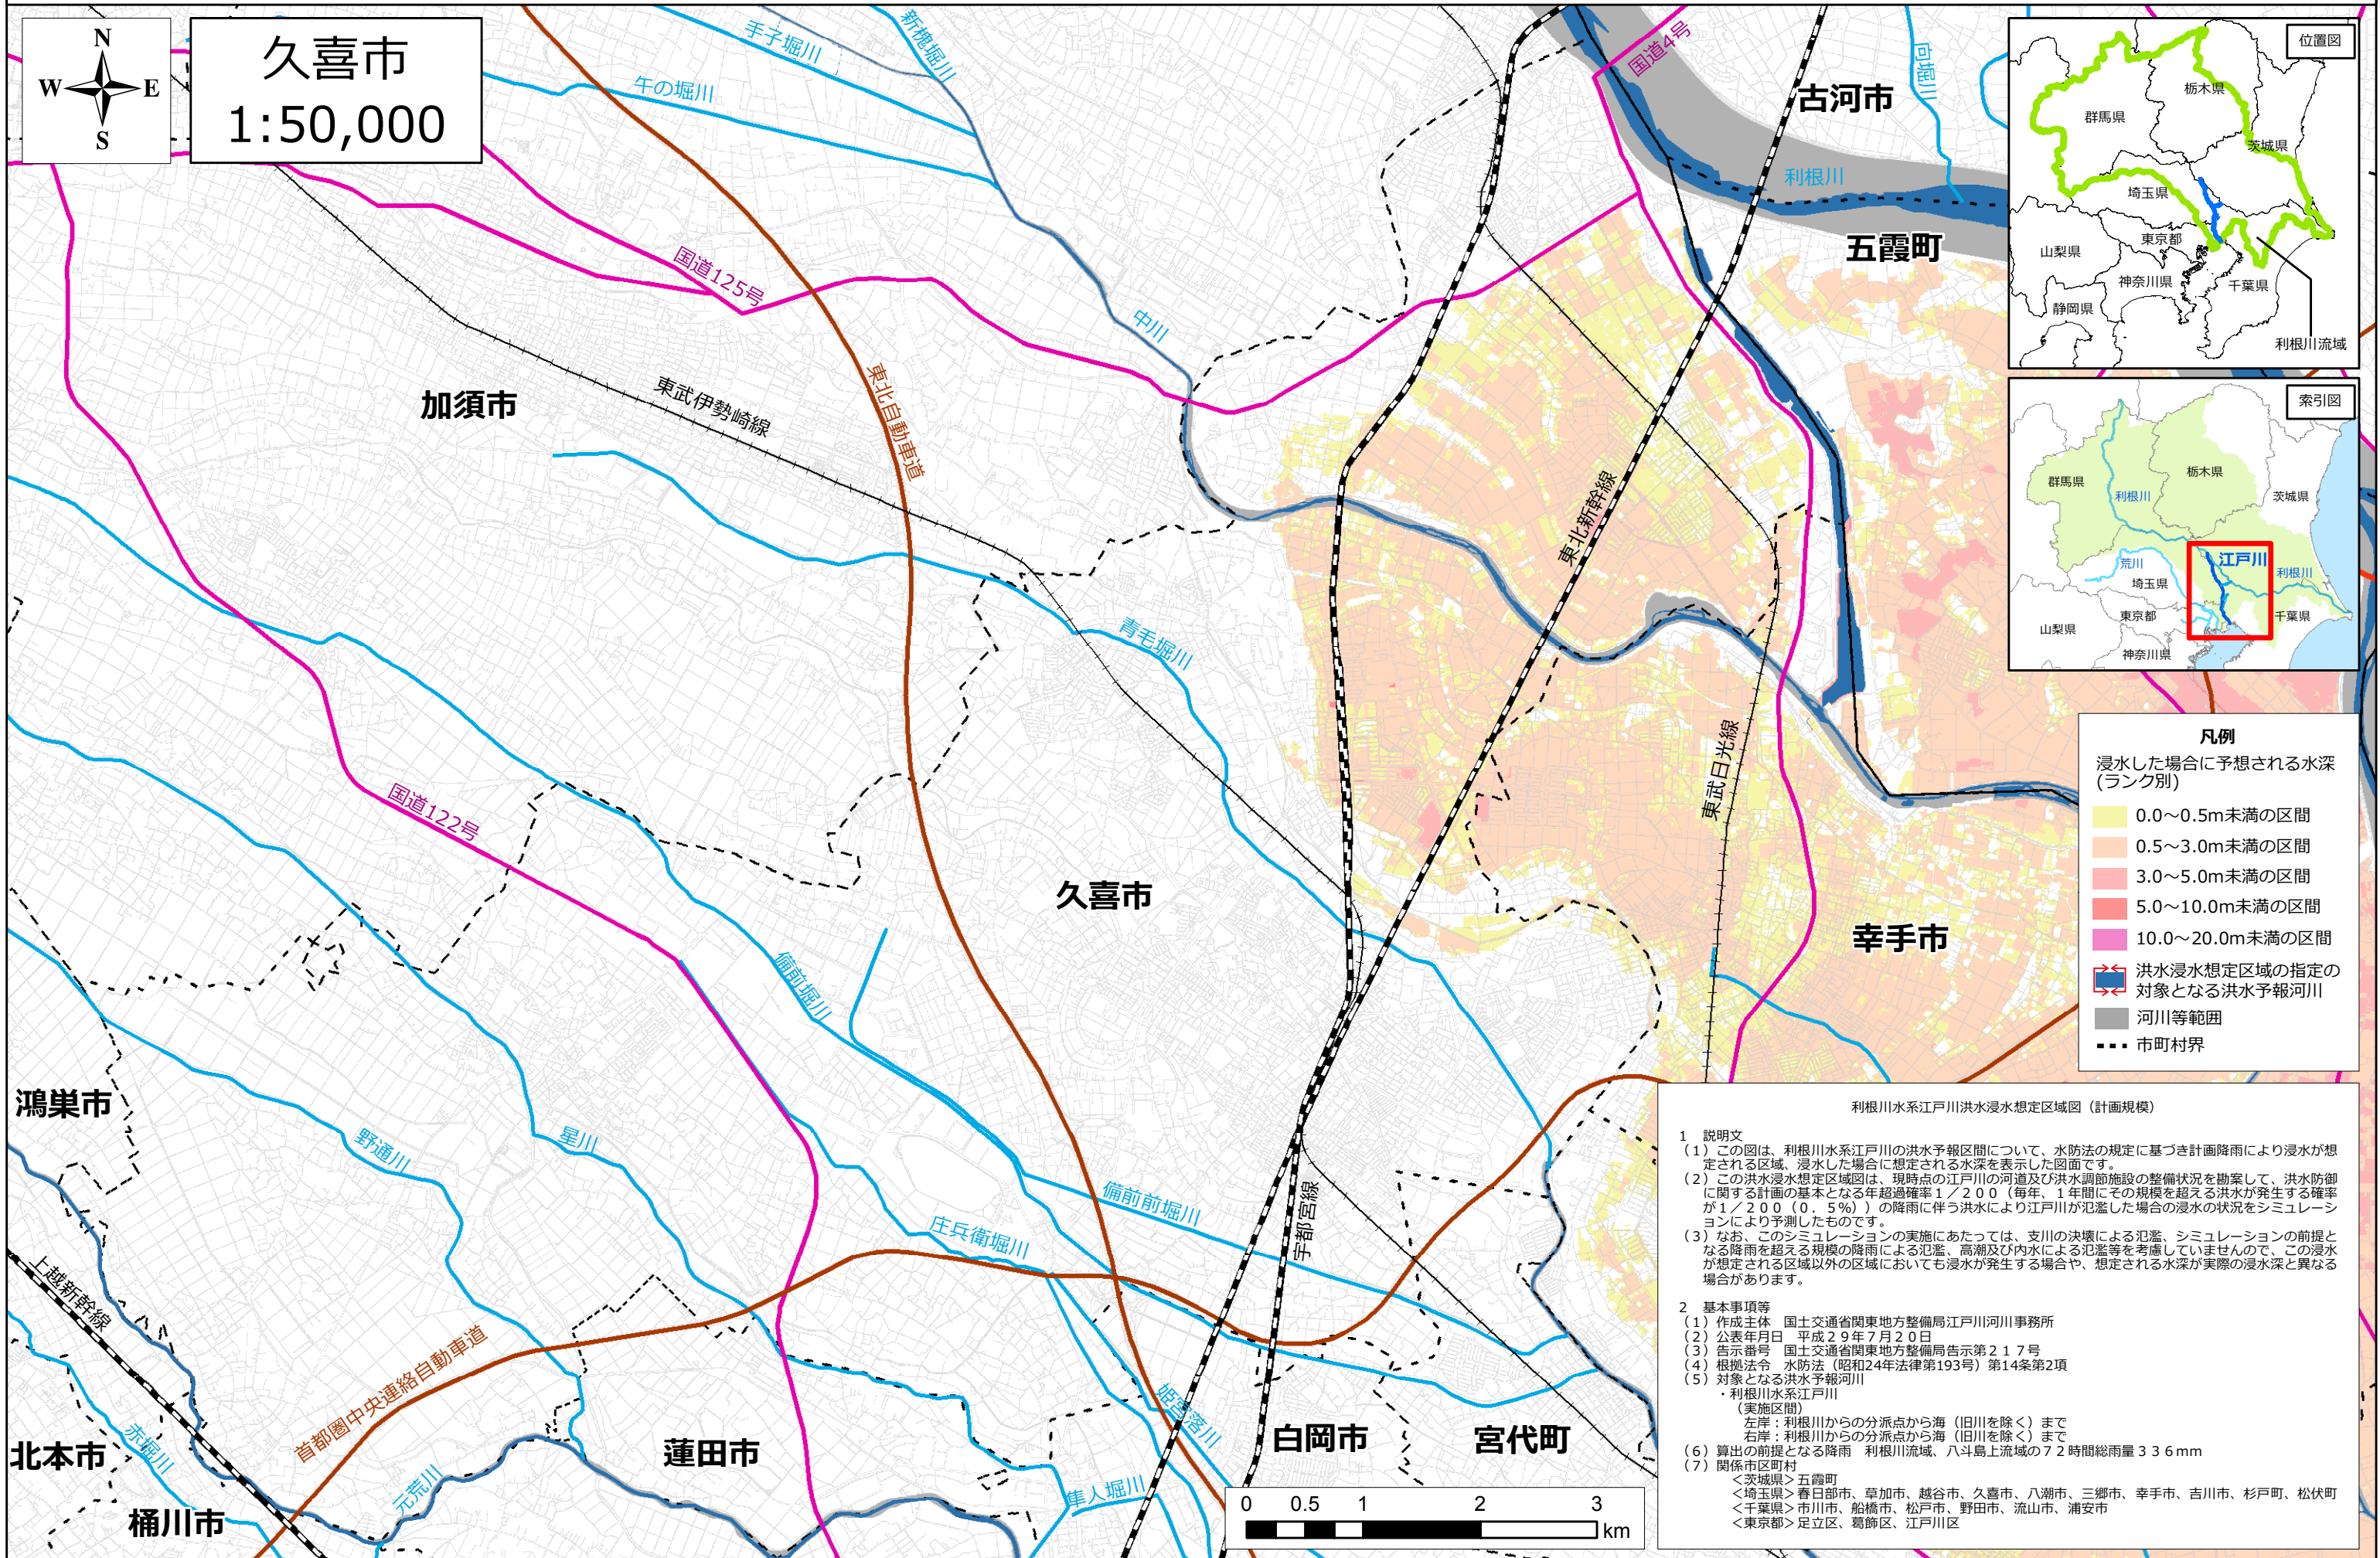 N
W E
S
久喜市
1:50,000
手子堀川
新槐堀川
午の堀川
国道4号
古河市
向堀川
利根川
五霞町
国道125号
中川
加須市
東武伊勢崎線
東北自動車道
東北新幹線
青毛堀川
東武日光線
国道122号
久喜市
幸手市
備前堀川
鴻巣市
野通川
星川
備前前堀川
庄兵衛堀川
宇都宮線
上越新幹線
首都圏中央連絡自動車道
姫宮落川
北本市
赤堀川
蓮田市
白岡市
宮代町
元荒川
隼人堀川
桶川市
0 0.5 1 2 3
km
位置図
栃木県
群馬県
茨城県
埼玉県
東京都
山梨県
神奈川県
千葉県
静岡県
利根川流域
索引図
栃木県
群馬県
利根川
茨城県
江戸川
荒川
利根川
埼玉県
東京都
千葉県
山梨県
神奈川県
凡例
浸水した場合に予想される水深
(ランク別)
0.0～0.5m未満の区間
0.5～3.0m未満の区間
3.0～5.0m未満の区間
5.0～10.0m未満の区間
10.0～20.0m未満の区間
洪水浸水想定区域の指定の
対象となる洪水予報河川
河川等範囲
市町村界
利根川水系江戸川洪水浸水想定区域図（計画規模）
1 説明文
（1）この図は、利根川水系江戸川の洪水予報区間について、水防法の規定に基づき計画降雨により浸水が想
定される区域、浸水した場合に想定される水深を表示した図面です。
（2）この洪水浸水想定区域図は、現時点の江戸川の河道及び洪水調節施設の整備状況を勘案して、洪水防御
に関する計画の基本となる年超過確率１／２００（毎年、１年間にその規模を超える洪水が発生する確率
が１／２００（０．５%））の降雨に伴う洪水により江戸川が氾濫した場合の浸水の状況をシミュレーシ
ョンにより予測したものです。
（3）なお、このシミュレーションの実施にあたっては、支川の決壊による氾濫、シミュレーションの前提と
なる降雨を超える規模の降雨による氾濫、高潮及び内水による氾濫等を考慮していませんので、この浸水
が想定される区域以外の区域においても浸水が発生する場合や、想定される水深が実際の浸水深と異なる
場合があります。
2 基本事項等
（1）作成主体 国土交通省関東地方整備局江戸川河川事務所
（2）公表年月日 平成２９年７月２０日
（3）告示番号 国土交通省関東地方整備局告示第２１７号
（4）根拠法令 水防法（昭和24年法律第193号）第14条第2項
（5）対象となる洪水予報河川
・利根川水系江戸川
（実施区間）
左岸：利根川からの分派点から海（旧川を除く）まで
右岸：利根川からの分派点から海（旧川を除く）まで
（6）算出の前提となる降雨 利根川流域、八斗島上流域の７２時間総雨量３３６mm
（7）関係市区町村
＜茨城県＞五霞町
＜埼玉県＞春日部市、草加市、越谷市、久喜市、八潮市、三郷市、幸手市、吉川市、杉戸町、松伏町
＜千葉県＞市川市、船橋市、松戸市、野田市、流山市、浦安市
＜東京都＞足立区、葛飾区、江戸川区